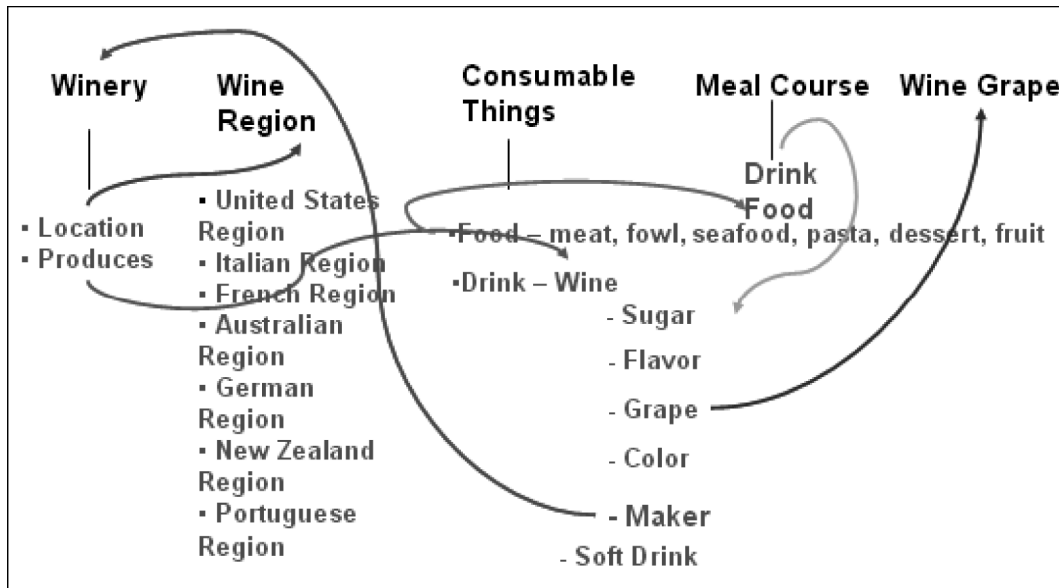 Winery
▪ Location
▪ Produces
Wine
Region
▪ United States
Region
▪ Italian Region
▪ French Region
▪ Australian
Region
▪ German
Region
▪ New Zealand
Region
▪ Portuguese
Region
Consumable
Things
▪Food – meat, fowl, seafood, pasta, dessert, fruit
▪Drink – Wine
- Sugar
- Flavor
- Grape
- Color
- Maker
- Soft Drink
Meal Course
Drink
Food
Wine Grape